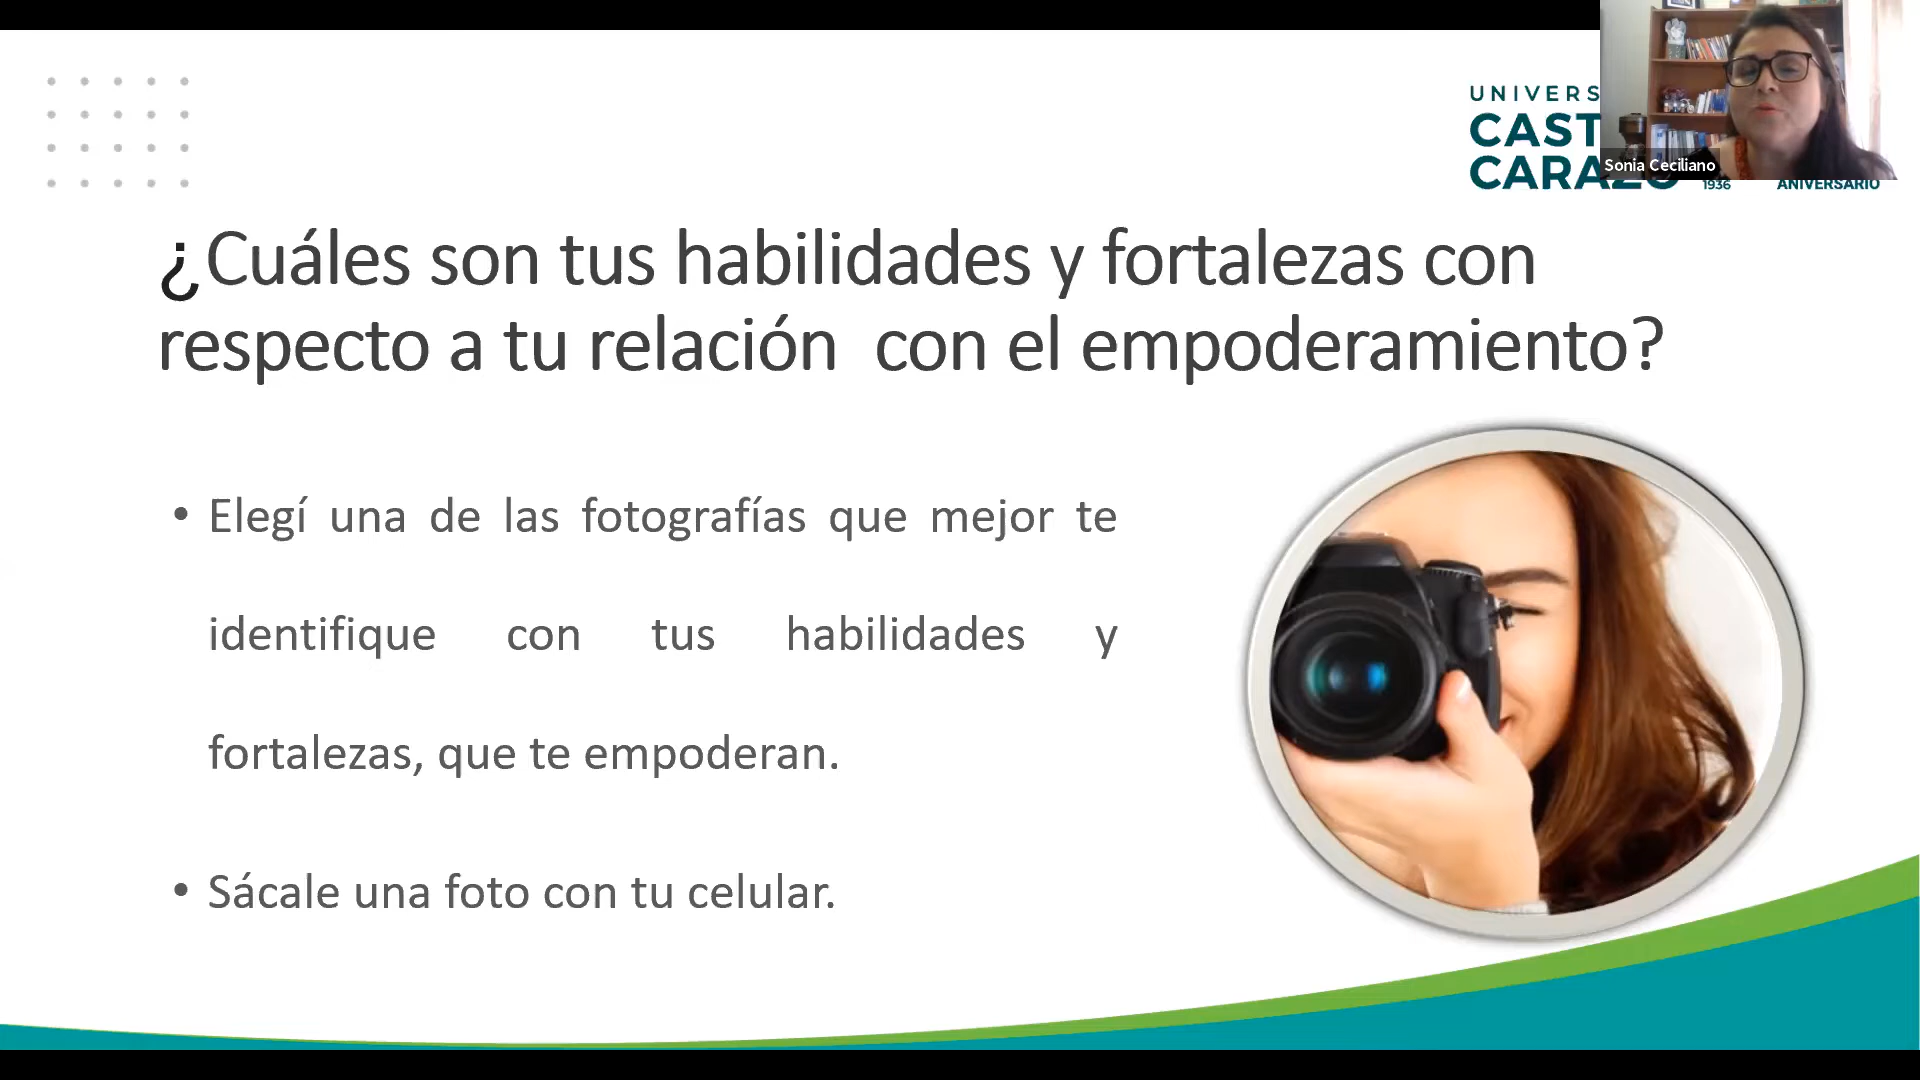 UNIVERS
CAST
Sonia Ceciliano
CARAZO
1936
ANIVERSARIO
¿Cuáles son tus habilidades y fortalezas con
respecto a tu relación con el empoderamiento?
• Elegí una de las fotografías que mejor te
identifique con tus habilidades y
fortalezas, que te empoderan.
• Sácale una foto con tu celular.